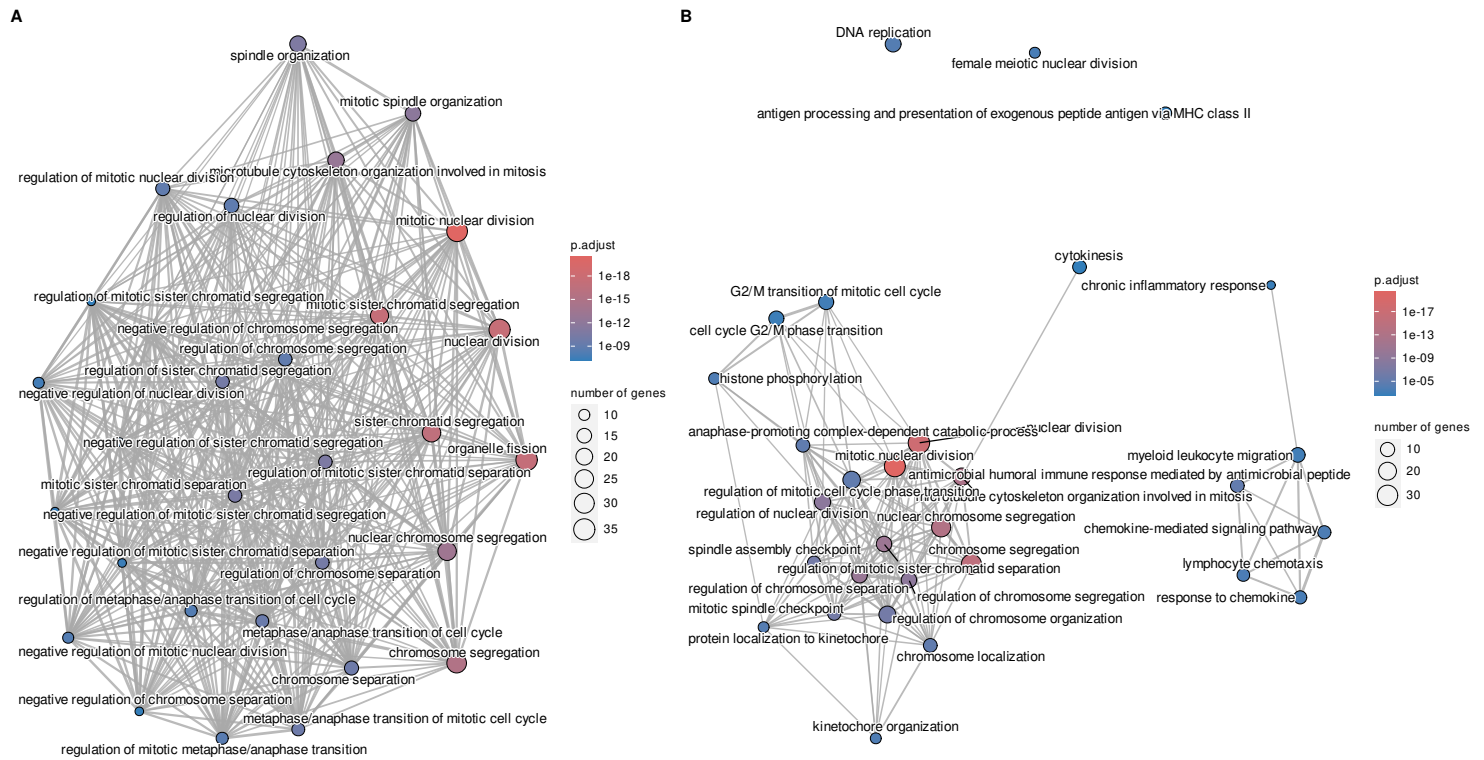 A
spindle organization
mitotic spindle organization
microtubule cytoskeleton organization involved in mitosis
regulation of mitotic nuclear division
regulation of nuclear division
mitotic nuclear division
regulation of mitotic sister chromatid segregation
mitotic sister chromatid segregation
negative regulation of chromosome segregation
nuclear division
regulation of chromosome segregation
regulation of sister chromatid segregation
negative regulation of nuclear division
sister chromatid segregation
negative regulation of sister chromatid segregation
organelle fission
regulation of mitotic sister chromatid separation
mitotic sister chromatid separation
negative regulation of mitotic sister chromatid segregation
nuclear chromosome segregation
negative regulation of mitotic sister chromatid separation
regulation of chromosome separation
regulation of metaphase/anaphase transition of cell cycle
metaphase/anaphase transition of cell cycle
negative regulation of mitotic nuclear division
chromosome segregation
chromosome separation
negative regulation of chromosome separation
metaphase/anaphase transition of mitotic cell cycle
regulation of mitotic metaphase/anaphase transition
p.adjust
1e-18
1e-15
1e-12
1e-09
number of genes
10
15
20
25
30
35
B
DNA replication
female meiotic nuclear division
antigen processing and presentation of exogenous peptide antigen via MHC class II
cytokinesis
chronic inflammatory response
G2/M transition of mitotic cell cycle
cell cycle G2/M phase transition
histone phosphorylation
anaphase-promoting complex-dependent catabolic process
nuclear division
mitotic nuclear division
myeloid leukocyte migration
antimicrobial humoral immune response mediated by antimicrobial peptide
regulation of mitotic cell cycle phase transition
microtubule cytoskeleton organization involved in mitosis
regulation of nuclear division
nuclear chromosome segregation
chemokine-mediated signaling pathway
spindle assembly checkpoint
chromosome segregation
regulation of mitotic sister chromatid separation
lymphocyte chemotaxis
regulation of chromosome separation
regulation of chromosome segregation
response to chemokine
mitotic spindle checkpoint
regulation of chromosome organization
protein localization to kinetochore
chromosome localization
kinetochore organization
p.adjust
1e-17
1e-13
1e-09
1e-05
number of genes
10
20
30